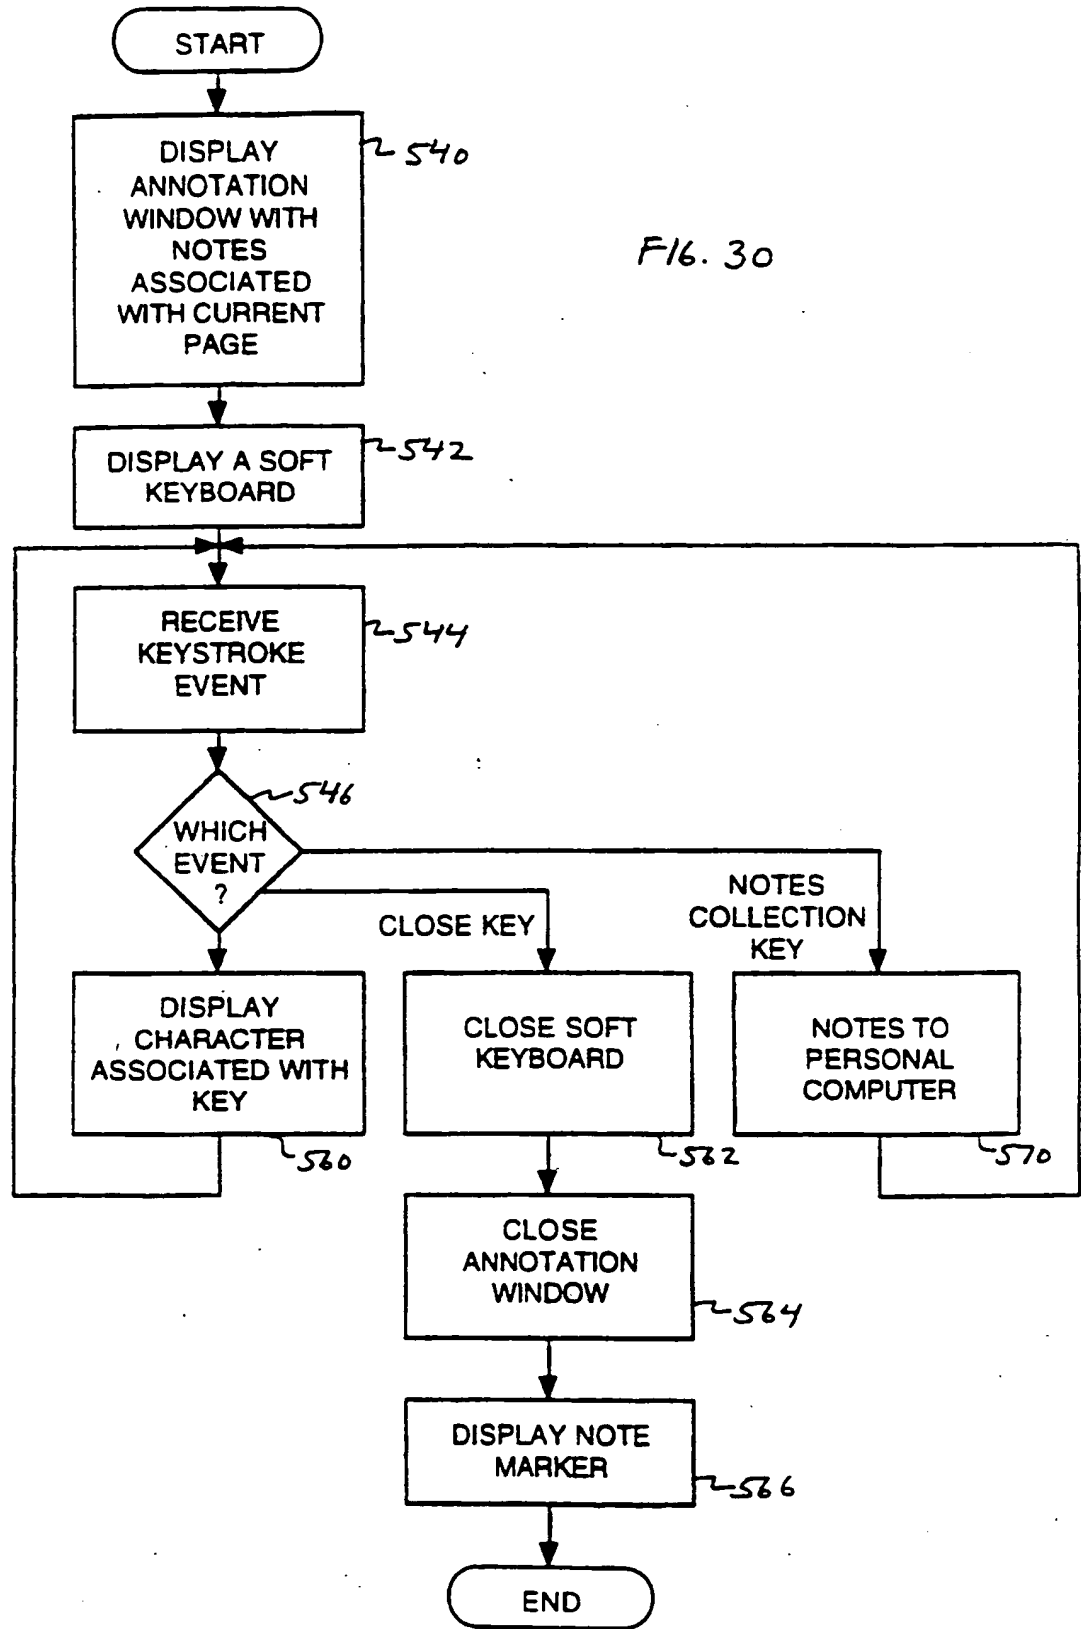 START
DISPLAY
ANNOTATION
WINDOW WITH
NOTES
ASSOCIATED
WITH CURRENT
PAGE
540
FIG. 30
DISPLAY A SOFT
KEYBOARD
542
RECEIVE
KEYSTROKE
EVENT
544
WHICH
EVENT
?
546
CLOSE KEY
NOTES
COLLECTION
KEY
DISPLAY
CHARACTER
ASSOCIATED WITH
KEY
560
CLOSE SOFT
KEYBOARD
562
NOTES TO
PERSONAL
COMPUTER
570
CLOSE
ANNOTATION
WINDOW
564
DISPLAY NOTE
MARKER
566
END